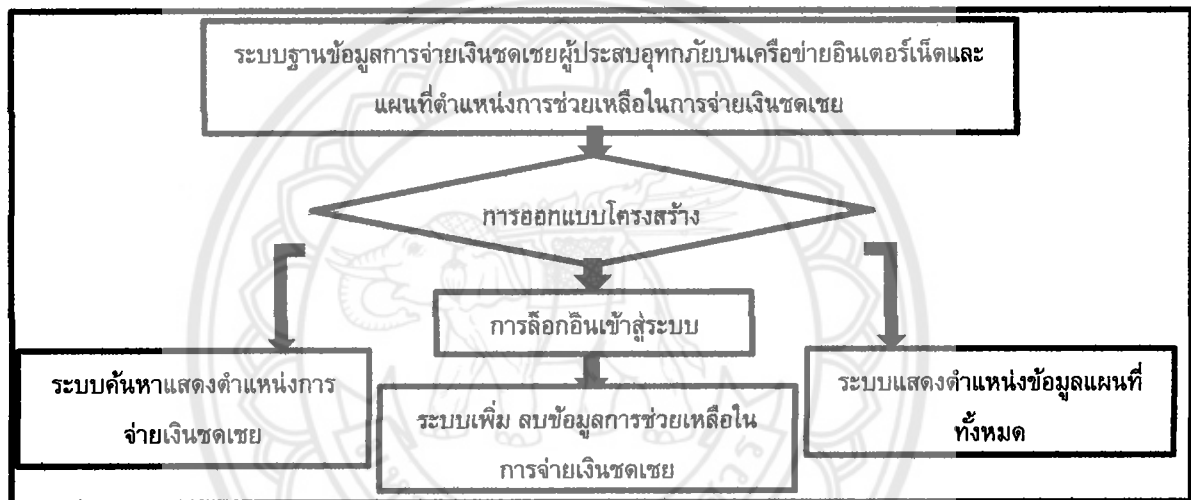 ระบบฐานข้อมูลการจ่ายเงินชดเชยผู้ประสบอุทกภัยบนเครือข่ายอินเตอร์เน็ตและ
แผนที่ตำแหน่งการช่วยเหลือในการจ่ายเงินชดเชย
การออกแบบโครงสร้าง
การล็อกอินเข้าสู่ระบบ
ระบบค้นหาแสดงตำแหน่งการ
จ่ายเงินชดเชย
ระบบเพิ่ม ลบข้อมูลการช่วยเหลือใน
การจ่ายเงินชดเชย
ระบบแสดงตำแหน่งข้อมูลแผนที่
ทั้งหมด